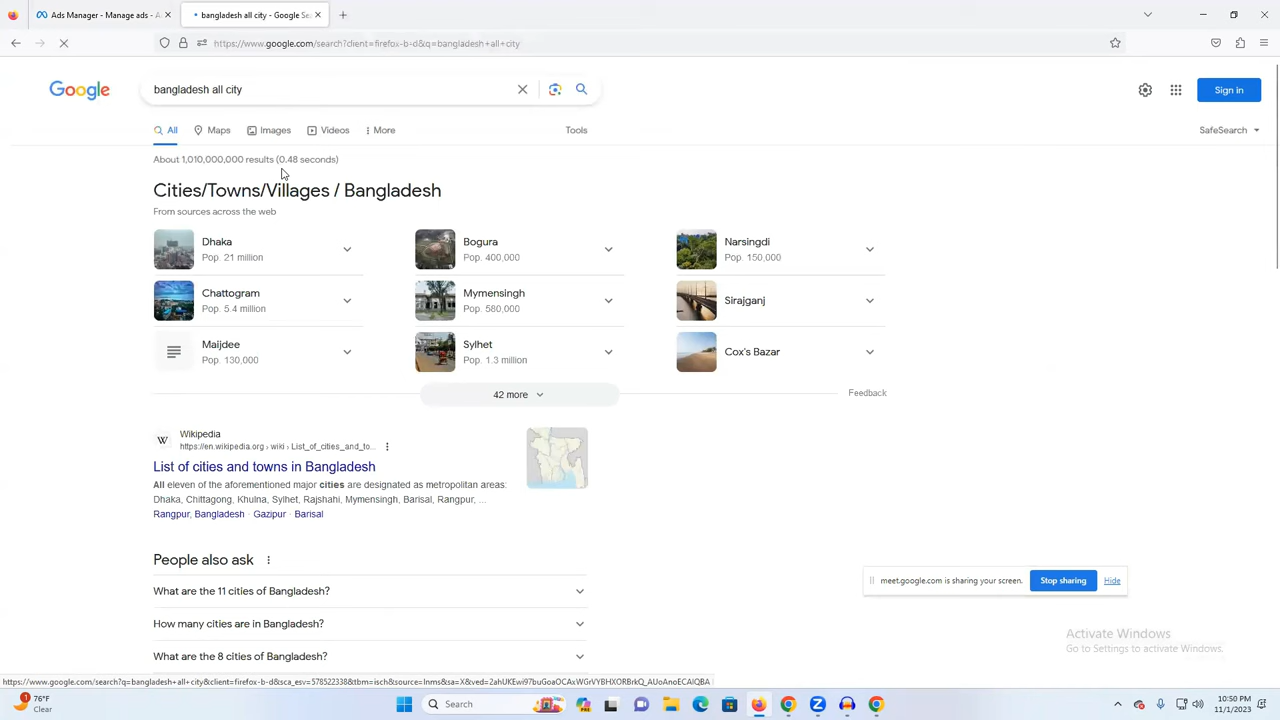 Ads Manager - Manage ads - A
bangladesh all city - Google Se
https://www.google.com/search?client=firefox-b-d&q=bangladesh+all+city
Google
bangladesh all city
Sign in
All
Maps
Images
Videos
More
Tools
SafeSearch
About 1,010,000,000 results (0.48 seconds)
Cities/Towns/Villages / Bangladesh
From sources across the web
Dhaka
Pop. 21 million
Bogura
Pop. 400,000
Narsingdi
Pop. 150,000
Chattogram
Pop. 5.4 million
Mymensingh
Pop. 580,000
Sirajganj
Maijdee
Pop. 130,000
Sylhet
Pop. 1.3 million
Cox's Bazar
42 more
Feedback
W
Wikipedia
https://en.wikipedia.org › wiki › List_of_cities_and_to...
List of cities and towns in Bangladesh
All eleven of the aforementioned major cities are designated as metropolitan areas:
Dhaka, Chittagong, Khulna, Sylhet, Rajshahi, Mymensingh, Barisal, Rangpur, ...
Rangpur, Bangladesh · Gazipur · Barisal
People also ask
What are the 11 cities of Bangladesh?
How many cities are in Bangladesh?
What are the 8 cities of Bangladesh?
meet.google.com is sharing your screen.
Stop sharing
Hide
Activate Windows
Go to Settings to activate Windows.
76°F
Clear
Search
10:50 PM
11/1/2023